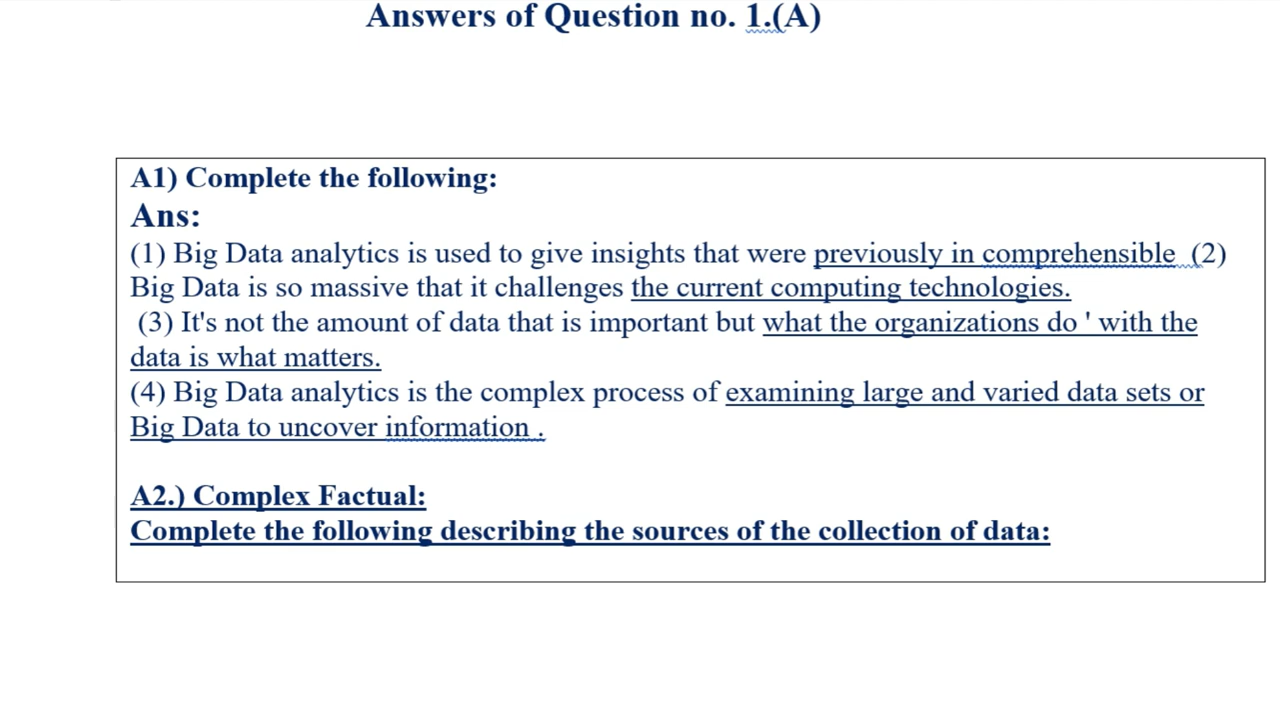 Answers of Question no. 1.(A)
A1) Complete the following:
Ans:
(1) Big Data analytics is used to give insights that were previously in comprehensible (2)
Big Data is so massive that it challenges the current computing technologies.
(3) It's not the amount of data that is important but what the organizations do ' with the
data is what matters.
(4) Big Data analytics is the complex process of examining large and varied data sets or
Big Data to uncover information .
A2.) Complex Factual:
Complete the following describing the sources of the collection of data: